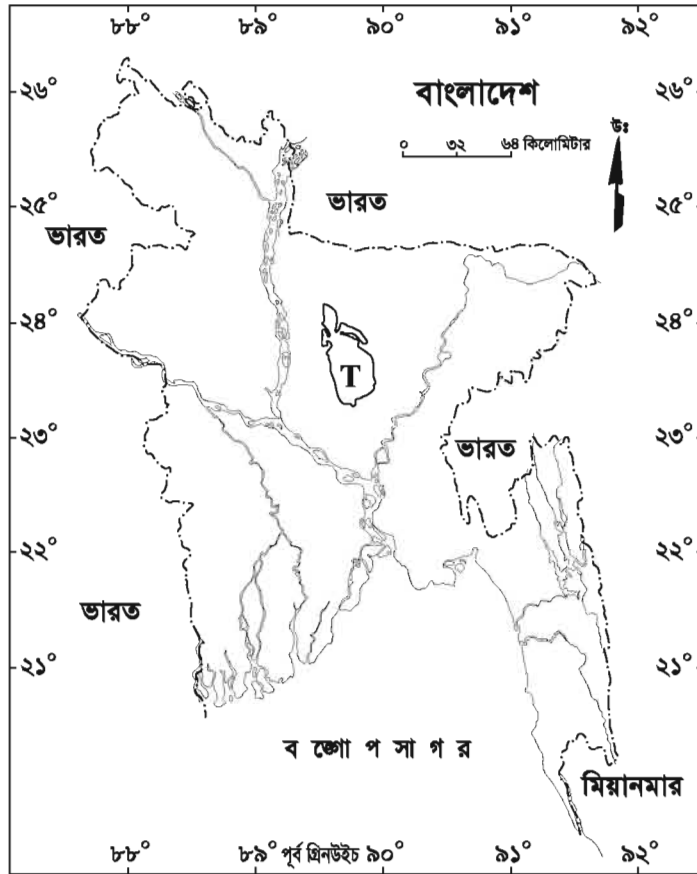 ৮৮° ৮৯° ৯০° ৯১° ৯২°
২৬° ২৬°
বাংলাদেশ
উঃ
০ ৩২ ৬৪ কিলোমিটার
২৫° ২৫°
ভারত
ভারত
২৪° ২৪°
T
২৩° ২৩°
ভারত
২২° ২২°
ভারত
২১° ২১°
ব ঙ্গো প সা গ র
মিয়ানমার
৮৮° ৮৯° পূর্ব গ্রিনউইচ ৯০° ৯১° ৯২°